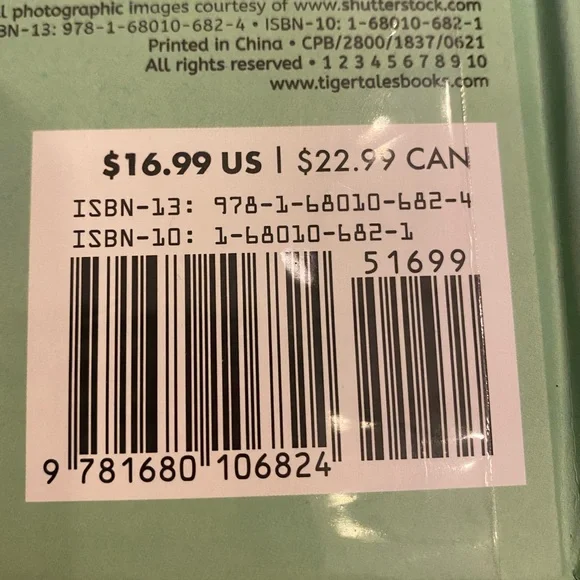 photographic images courtesy of www.shutterstock.com
BN-13: 978-1-68010-682-4 • ISBN-10: 1-68010-682-1
Printed in China • CPB/2800/1837/0621
All rights reserved • 1 2 3 4 5 6 7 8 9 10
www.tigertalesbooks.com
$16.99 US | $22.99 CAN
ISBN-13: 978-1-68010-682-4
ISBN-10: 1-68010-682-1
51699
9 781680 106824